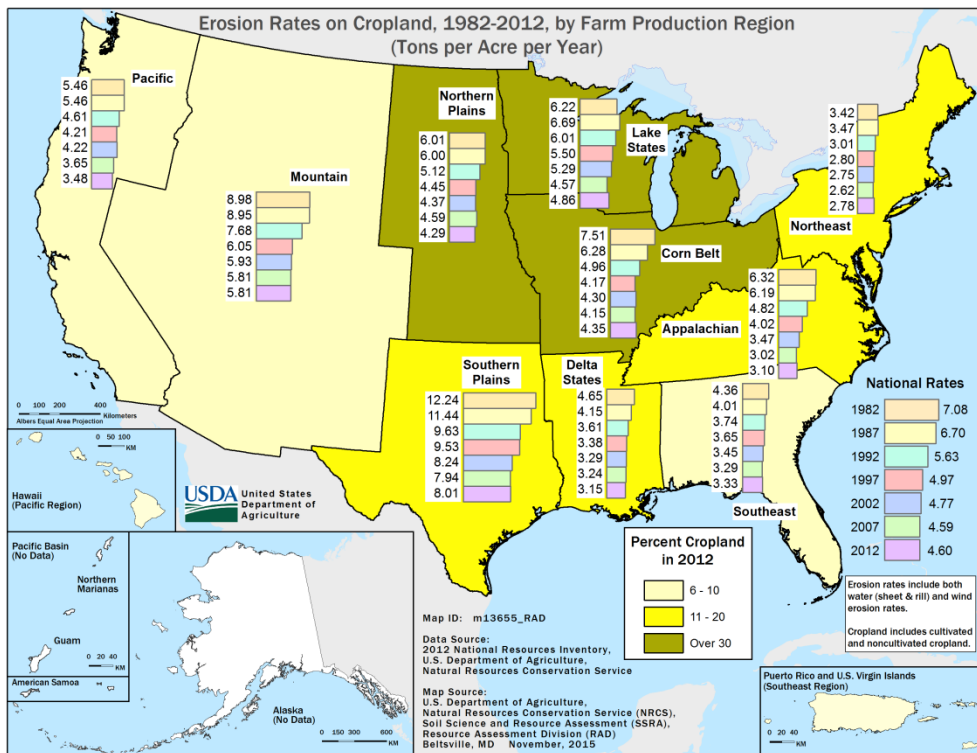 Erosion Rates on Cropland, 1982-2012, by Farm Production Region
(Tons per Acre per Year)
Pacific
5.46
5.46
4.61
4.21
4.22
3.65
3.48
Mountain
8.98
8.95
7.68
6.05
5.93
5.81
5.81
Northern
Plains
6.01
6.00
5.12
4.45
4.37
4.59
4.29
Lake
States
6.22
6.69
6.01
5.50
5.29
4.57
4.86
Corn Belt
7.51
6.28
4.96
4.17
4.30
4.15
4.35
Northeast
3.42
3.47
3.01
2.80
2.75
2.62
2.78
Appalachian
6.32
6.19
4.82
4.02
3.47
3.02
3.10
Southern
Plains
12.24
11.44
9.63
9.53
8.24
7.94
8.01
Delta
States
4.65
4.15
3.61
3.38
3.29
3.24
3.15
4.36
4.01
3.74
3.65
3.45
3.29
3.33
Southeast
National Rates
1982 7.08
1987 6.70
1992 5.63
1997 4.97
2002 4.77
2007 4.59
2012 4.60
0 100 200 400
Kilometers
Albers Equal Area Projection
0 50 100
KM
Hawaii
(Pacific Region)
USDA
United States
Department of
Agriculture
Pacific Basin
(No Data)
Northern
Marianas
Guam
0 20 40
KM
American Samoa
Alaska
(No Data)
0 150 300 600
KM
Percent Cropland
in 2012
6 - 10
11 - 20
Over 30
Erosion rates include both
water (sheet & rill) and wind
erosion rates.
Cropland includes cultivated
and noncultivated cropland.
Map ID: m13655_RAD
Data Source:
2012 National Resources Inventory,
U.S. Department of Agriculture,
Natural Resources Conservation Service
Map Source:
U.S. Department of Agriculture,
Natural Resources Conservation Service (NRCS),
Soil Science and Resource Assessment (SSRA),
Resource Assessment Division (RAD)
Beltsville, MD November, 2015
Puerto Rico and U.S. Virgin Islands
(Southeast Region)
0 20 40
KM